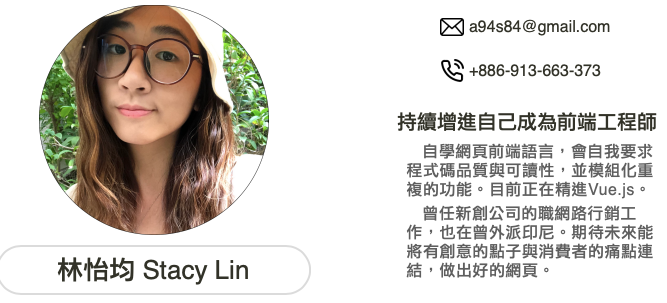 a94s84@gmail.com
+886-913-663-373
持續增進自己成為前端工程師
自學網頁前端語言，會自我要求
程式碼品質與可讀性，並模組化重
複的功能。目前正在精進Vue.js。
曾任新創公司的職網路行銷工
作，也在曾外派印尼。期待未來能
將有創意的點子與消費者的痛點連
結，做出好的網頁。
林怡均 Stacy Lin